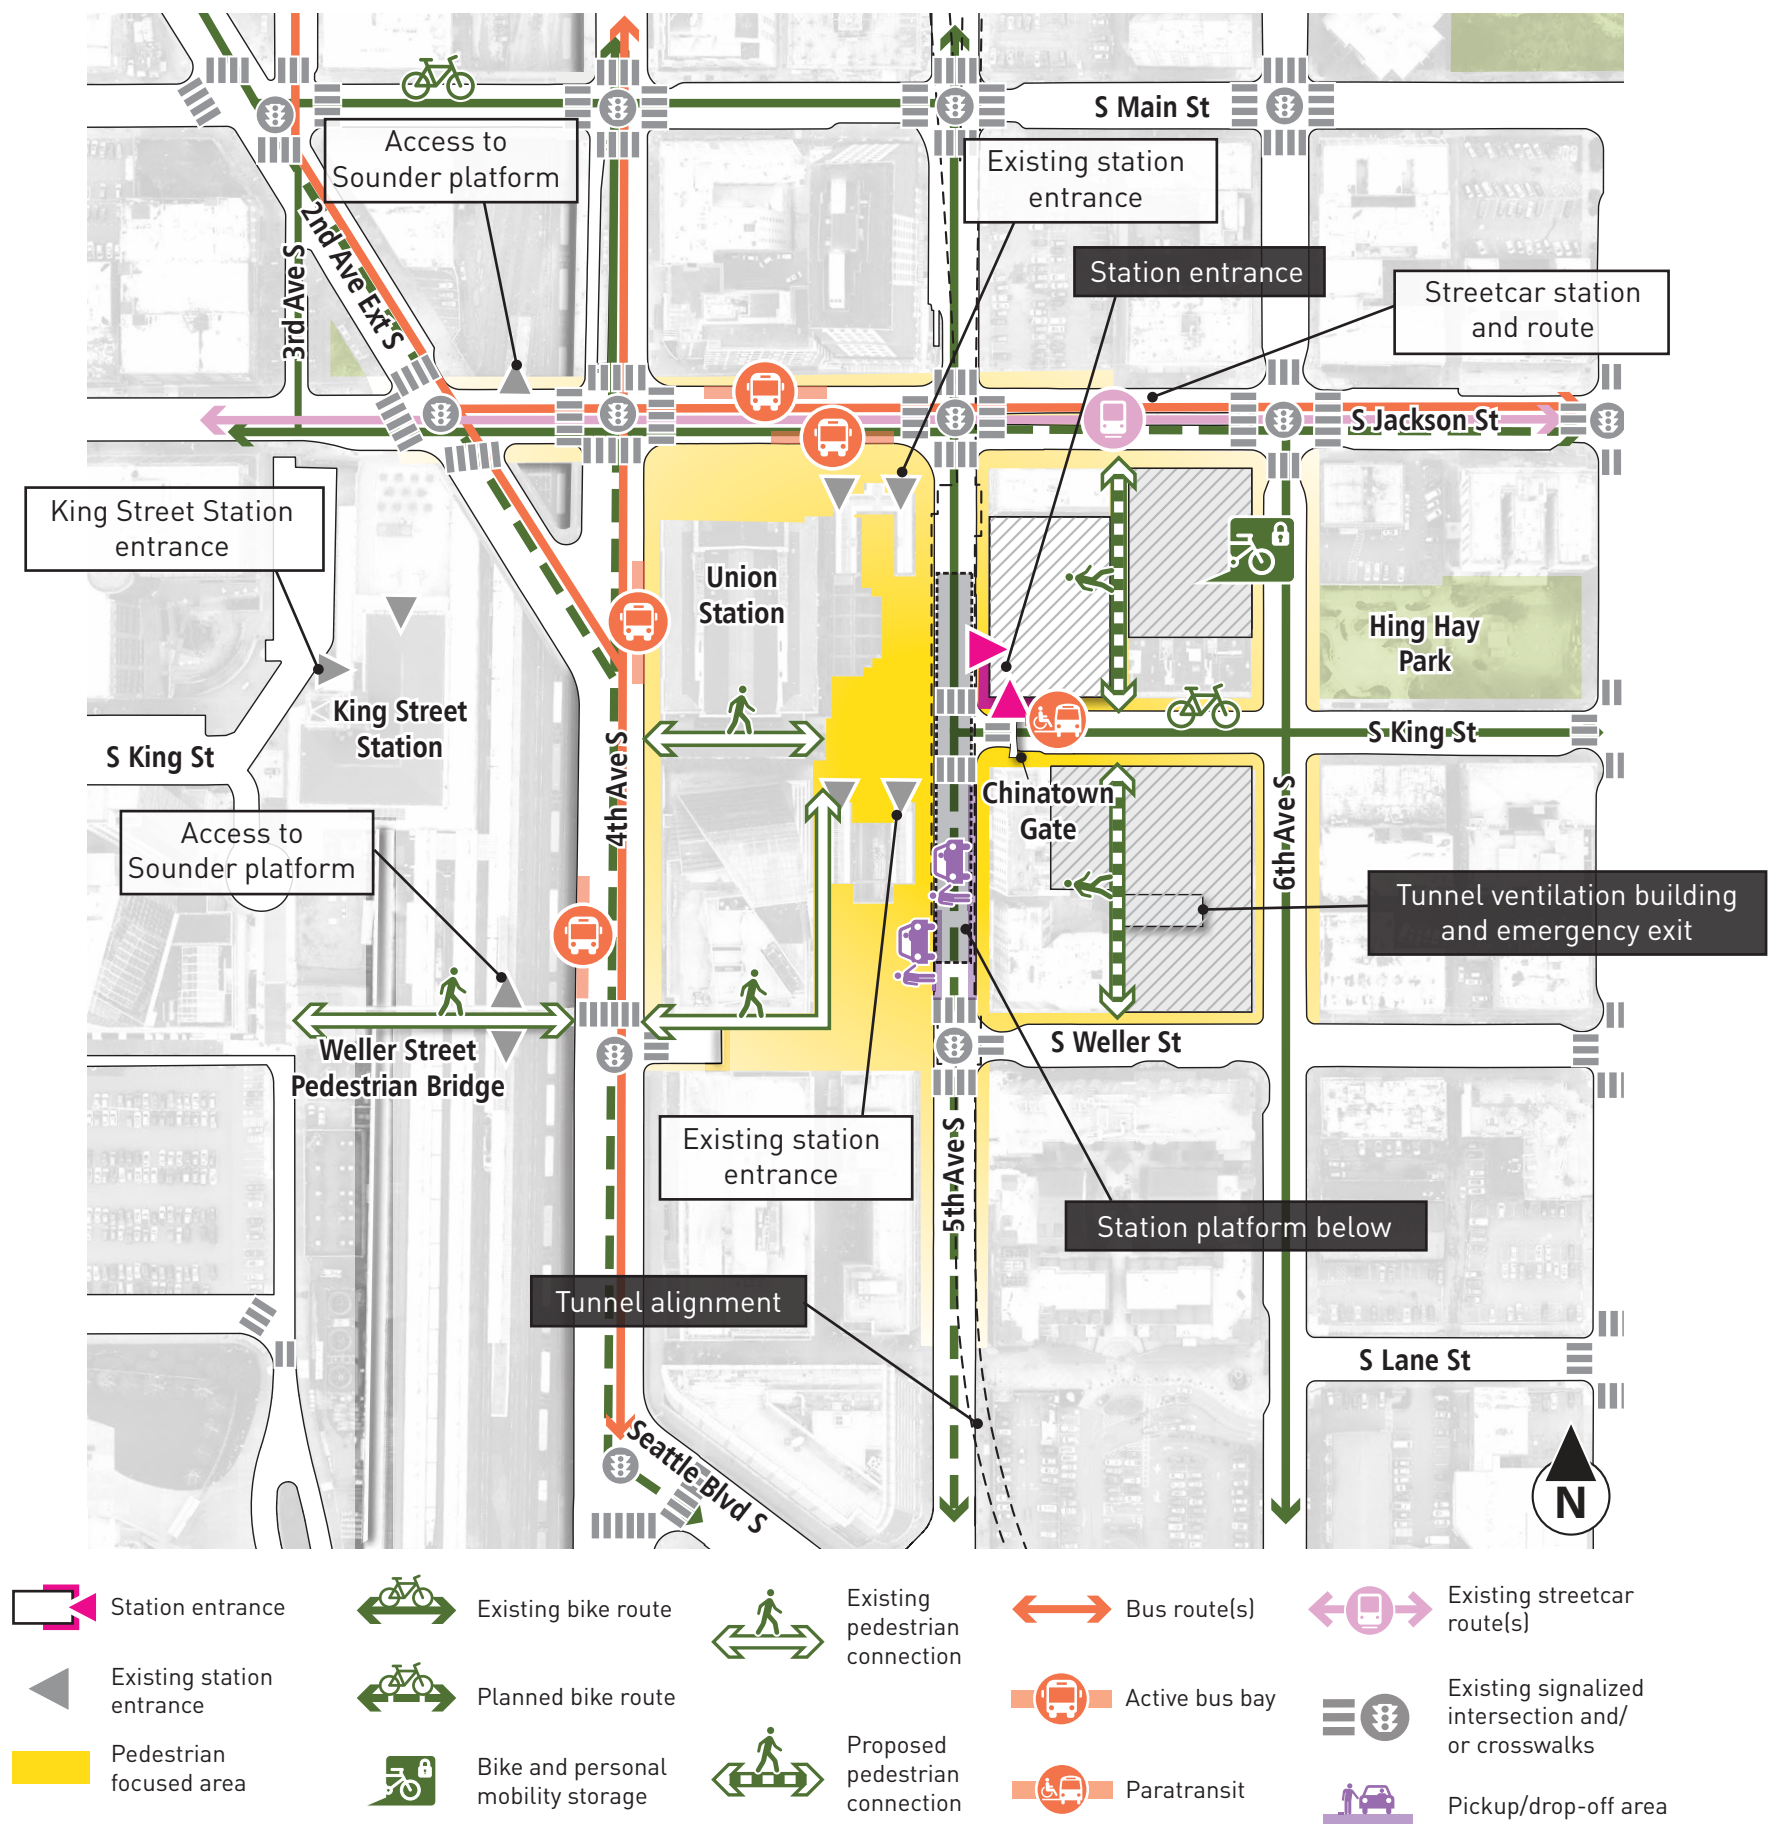 S Main St
Access to
Sounder platform
Existing station
entrance
Station entrance
Streetcar station
and route
2nd Ave Ext S
3rd Ave S
S Jackson St
King Street Station
entrance
Union
Station
Hing Hay
Park
King Street
Station
S King St
S King St
4th Ave S
Chinatown
Gate
6th Ave S
Access to
Sounder platform
Tunnel ventilation building
and emergency exit
Weller Street
Pedestrian Bridge
S Weller St
Existing station
entrance
5th Ave S
Station platform below
Tunnel alignment
S Lane St
Seattle Blvd S
N
Station entrance
Existing station
entrance
Pedestrian
focused area
Existing bike route
Planned bike route
Bike and personal
mobility storage
Existing
pedestrian
connection
Proposed
pedestrian
connection
Bus route(s)
Active bus bay
Paratransit
Existing streetcar
route(s)
Existing signalized
intersection and/
or crosswalks
Pickup/drop-off area